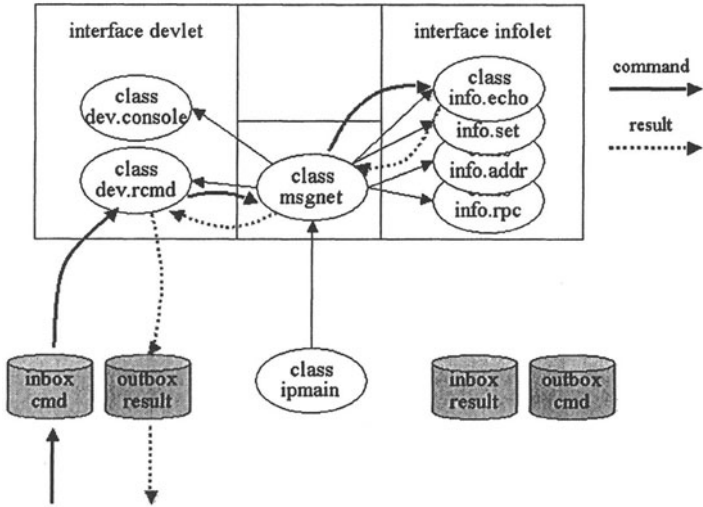 interface devlet
interface infolet
class
dev.console
class
dev.rcmd
class
msgnet
class
info.echo
info.set
info.addr
info.rpc
command
result
inbox
cmd
outbox
result
class
ipmain
inbox
result
outbox
cmd